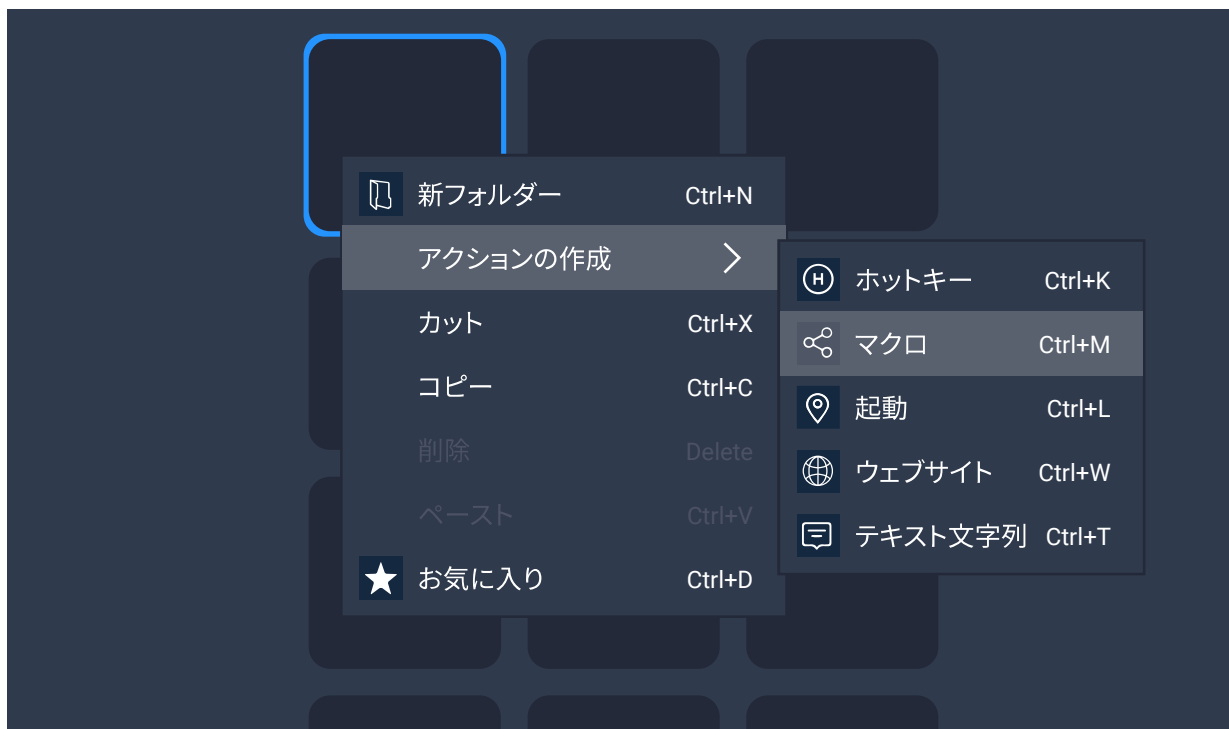 新フォルダー Ctrl+N
アクションの作成
カット Ctrl+X
コピー Ctrl+C
削除 Delete
ペースト Ctrl+V
お気に入り Ctrl+D
ホットキー Ctrl+K
マクロ Ctrl+M
起動 Ctrl+L
ウェブサイト Ctrl+W
テキスト文字列 Ctrl+T